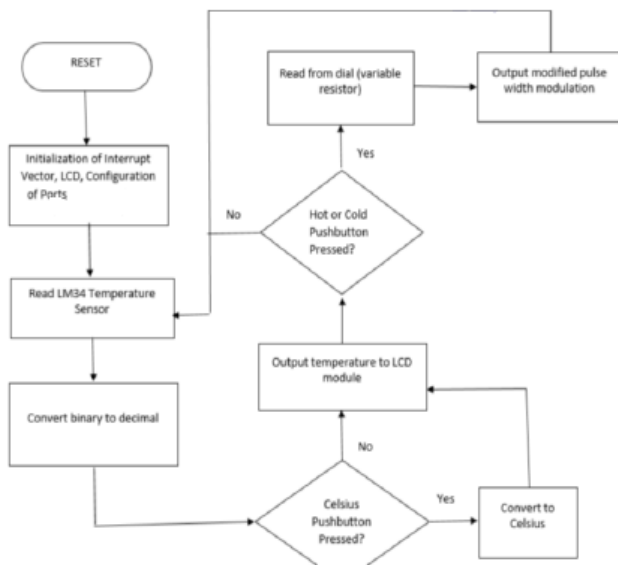 RESET
Initialization of Interrupt
Vector, LCD, Configuration
of Ports
Read LM34 Temperature
Sensor
Convert binary to decimal
Celsius
Pushbutton
Pressed?
Yes
Convert to
Celsius
No
Output temperature to LCD
module
Hot or Cold
Pushbutton
Pressed?
No
Yes
Read from dial (variable
resistor)
Output modified pulse
width modulation